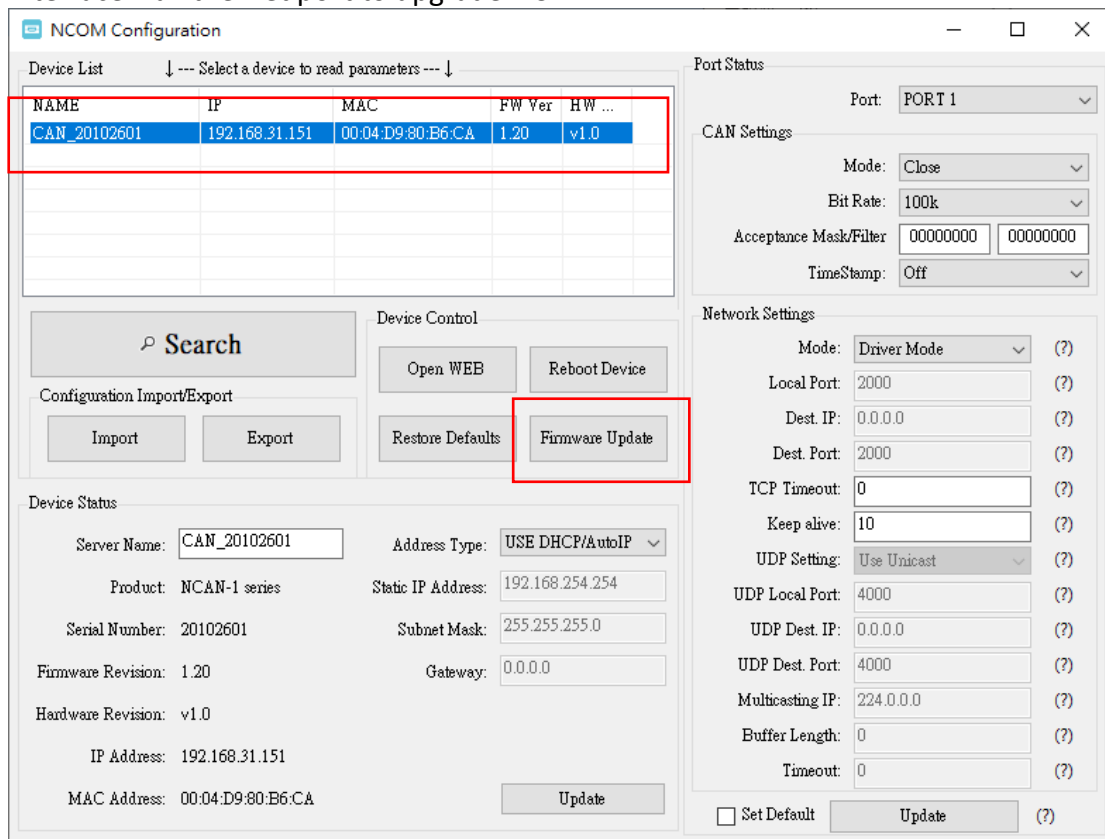 NCOM Configuration
Device List ↓ --- Select a device to read parameters --- ↓
NAME IP MAC FW Ver HW ...
CAN_20102601 192.168.31.151 00:04:D9:80:B6:CA 1.20 v1.0
Search
Configuration Import/Export
Import Export
Device Control
Open WEB Reboot Device
Restore Defaults Firmware Update
Device Status
Server Name: CAN_20102601
Product: NCAN-1 series
Serial Number: 20102601
Firmware Revision: 1.20
Hardware Revision: v1.0
IP Address: 192.168.31.151
MAC Address: 00:04:D9:80:B6:CA
Address Type: USE DHCP/AutoIP
Static IP Address: 192.168.254.254
Subnet Mask: 255.255.255.0
Gateway: 0.0.0.0
Update
Port Status
Port: PORT 1
CAN Settings
Mode: Close
Bit Rate: 100k
Acceptance Mask/Filter 00000000 00000000
TimeStamp: Off
Network Settings
Mode: Driver Mode (?)
Local Port: 2000 (?)
Dest. IP: 0.0.0.0 (?)
Dest. Port: 2000 (?)
TCP Timeout: 0 (?)
Keep alive: 10 (?)
UDP Setting: Use Unicast (?)
UDP Local Port: 4000 (?)
UDP Dest. IP: 0.0.0.0 (?)
UDP Dest. Port: 4000 (?)
Multicasting IP: 224.0.0.0 (?)
Buffer Length: 0 (?)
Timeout: 0 (?)
Set Default Update (?)